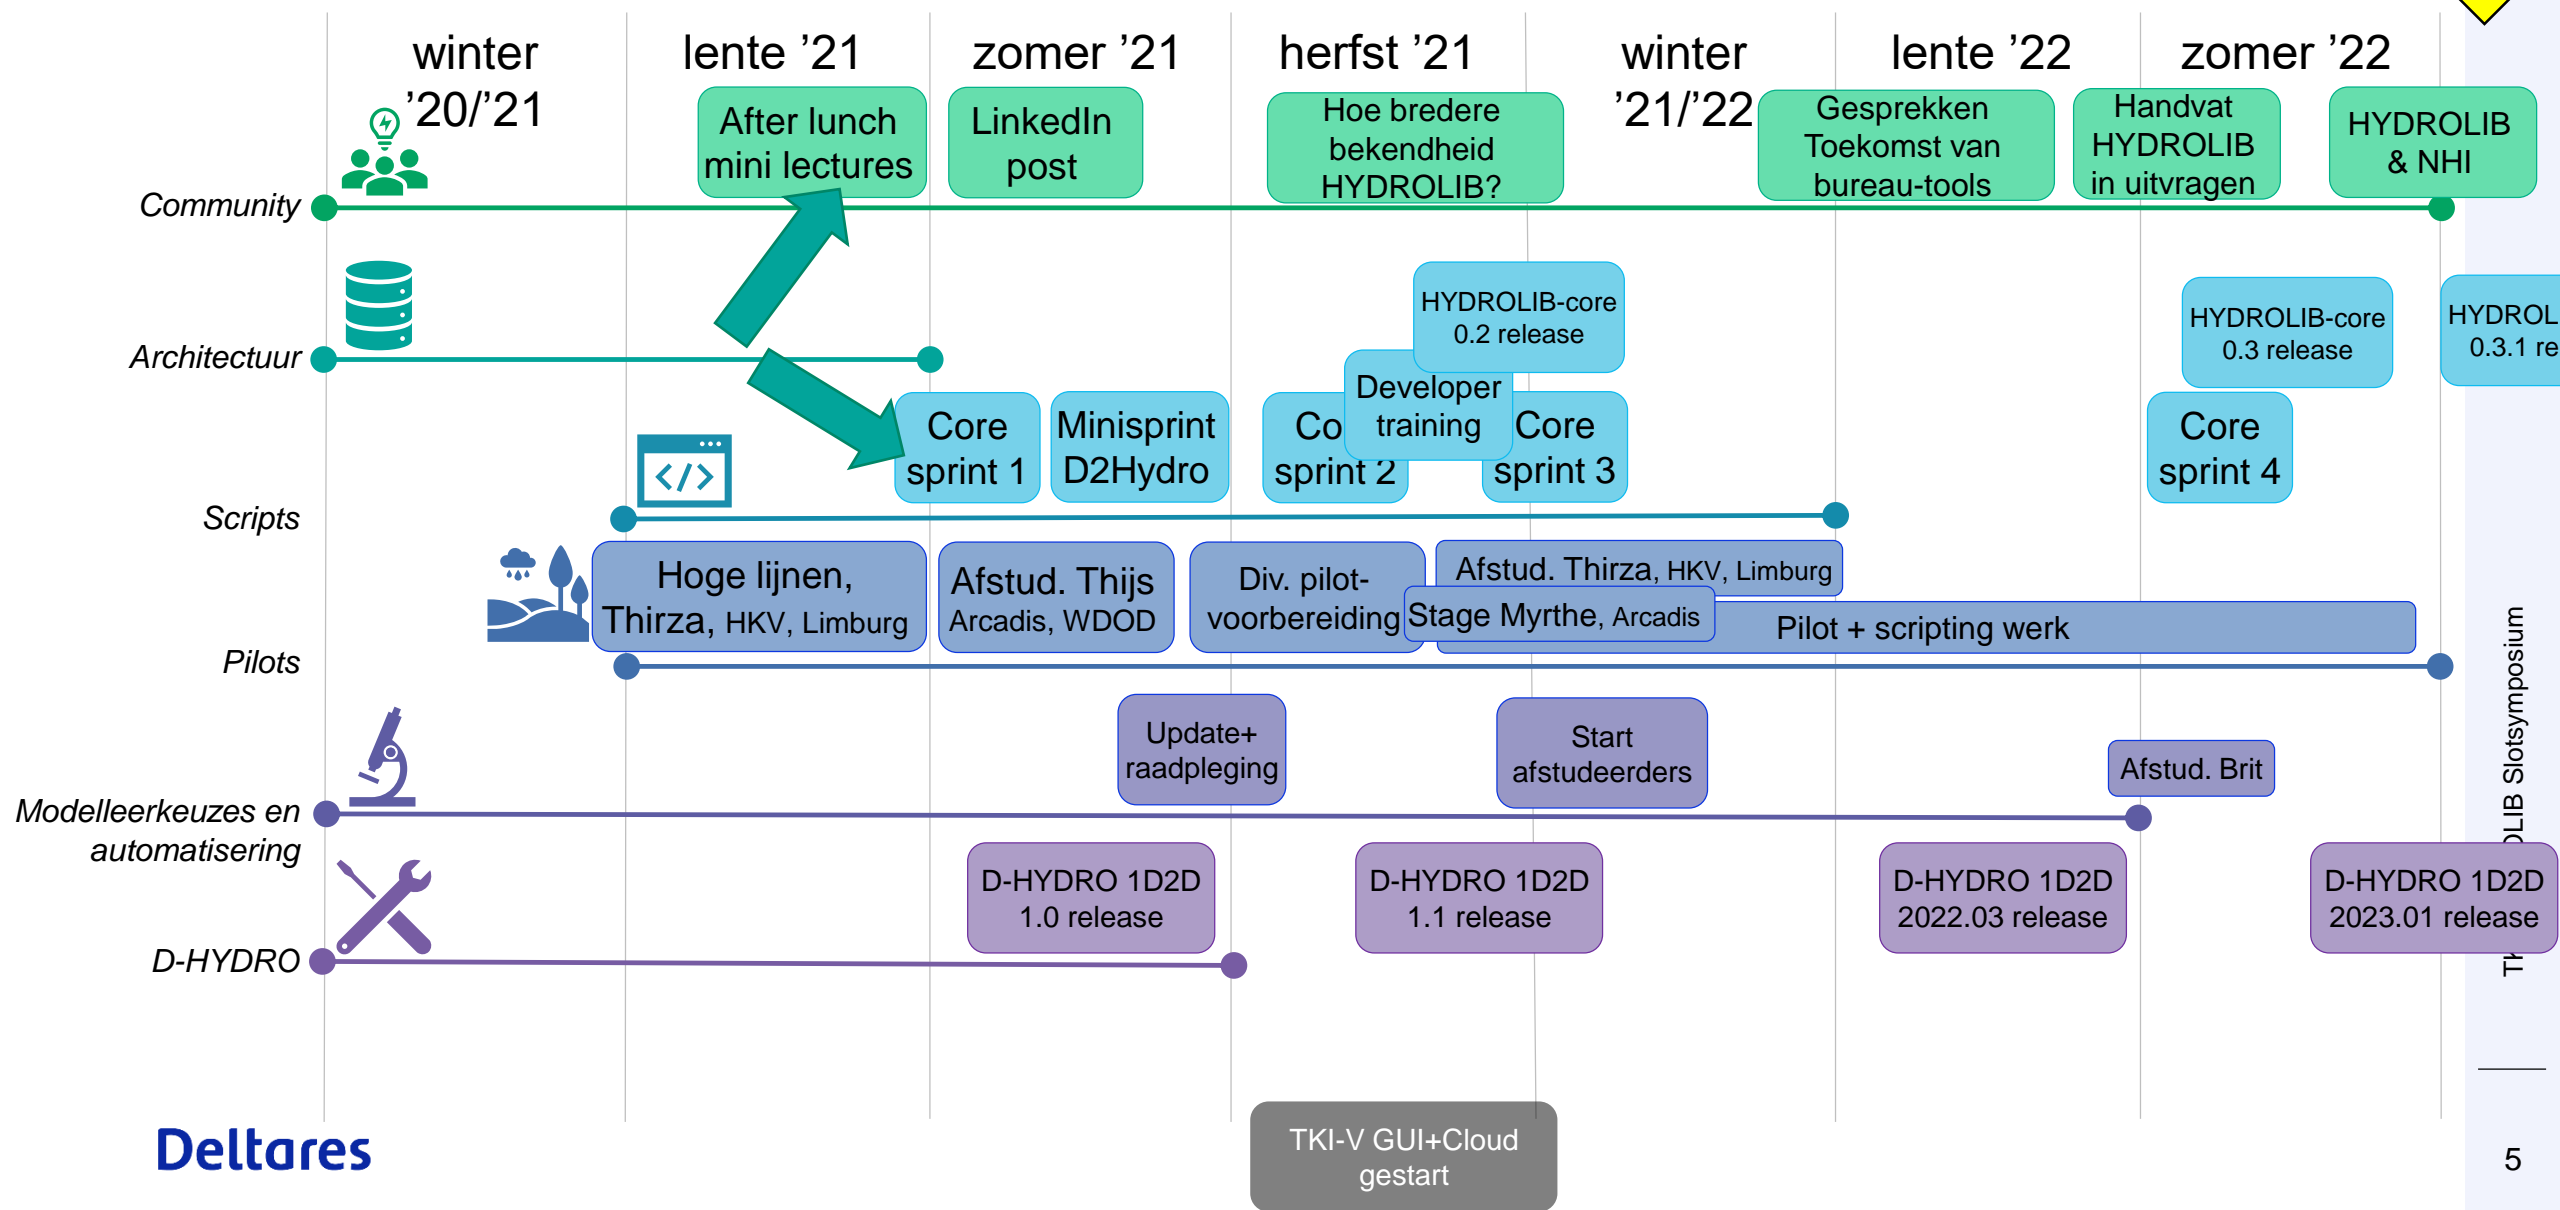 winter
'20/'21
lente '21
zomer '21
herfst '21
winter
'21/'22
lente '22
zomer '22
Community
After lunch
mini lectures
LinkedIn
post
Hoe bredere
bekendheid
HYDROLIB?
Gesprekken
Toekomst van
bureau-tools
Handvat
HYDROLIB
in uitvragen
HYDROLIB
& NHI
Architectuur
HYDROLIB-core
0.2 release
HYDROLIB-core
0.3 release
HYDROL
0.3.1 re
Scripts
Core
sprint 1
Minisprint
D2Hydro
Co
sprint 2
Developer
training
Core
sprint 3
Core
sprint 4
Pilots
Hoge lijnen,
Thirza, HKV, Limburg
Afstud. Thijs
Arcadis, WDOD
Div. pilot-
voorbereiding
Afstud. Thirza, HKV, Limburg
Stage Myrthe, Arcadis
Pilot + scripting werk
Modelleerkeuzes en
automatisering
Update+
raadpleging
Start
afstudeerders
Afstud. Brit
D-HYDRO
D-HYDRO 1D2D
1.0 release
D-HYDRO 1D2D
1.1 release
D-HYDRO 1D2D
2022.03 release
D-HYDRO 1D2D
2023.01 release
TKI-V GUI+Cloud
gestart
Deltares
OLIB Slotsymposium
5